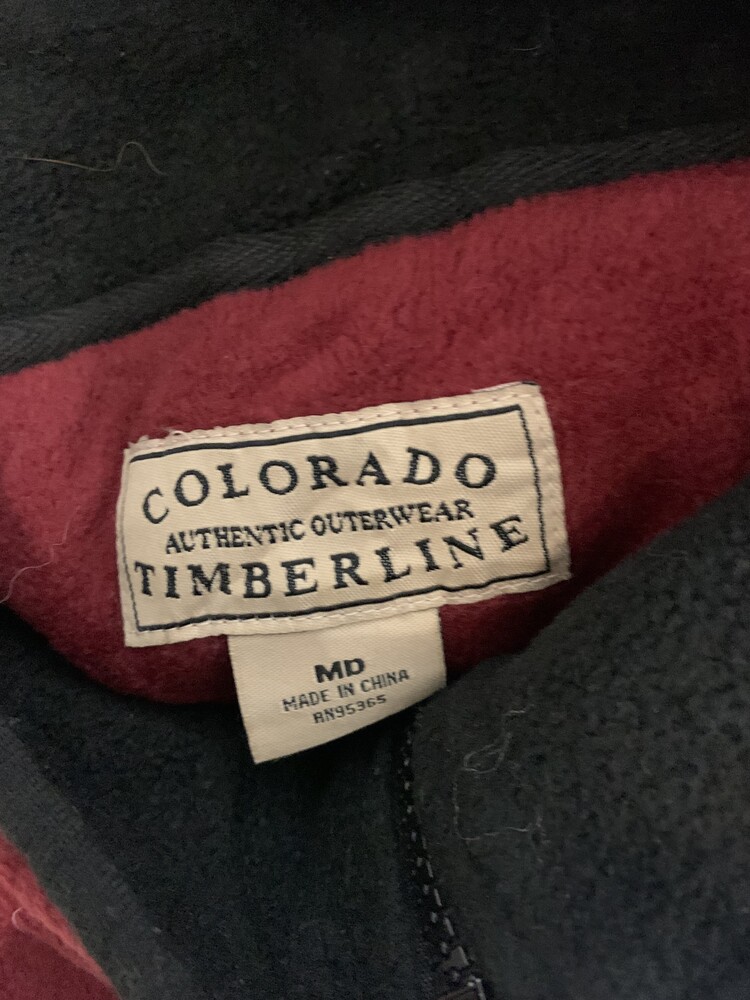 COLORADO
AUTHENTIC OUTERWEAR
TIMBERLINE
MD
MADE IN CHINA
RN95365